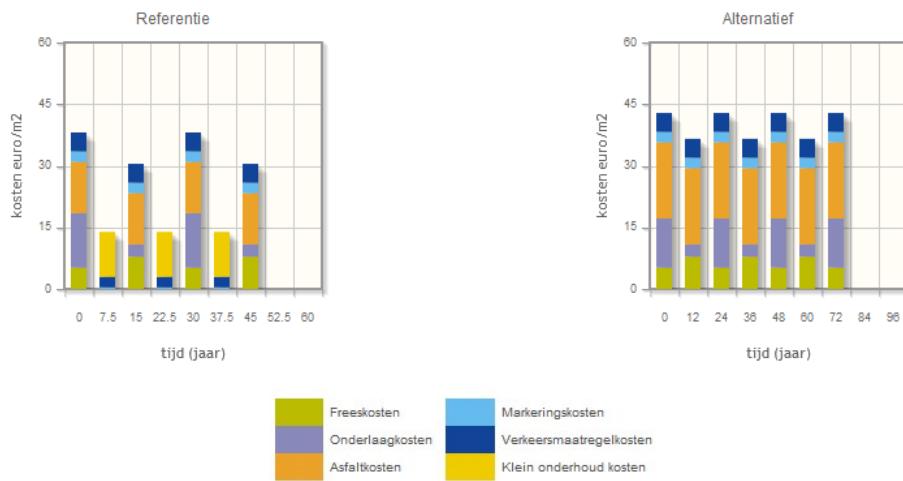 Referentie
60
45
30
15
0
kosten euro/m2
0 7.5 15 22.5 30 37.5 45 52.5 60
tijd (jaar)
Alternatief
60
45
30
15
0
kosten euro/m2
0 12 24 36 48 60 72 84 96
tijd (jaar)
Freeskosten
Onderlaagkosten
Asfaltkosten
Markeringskosten
Verkeersmaatregelkosten
Klein onderhoud kosten